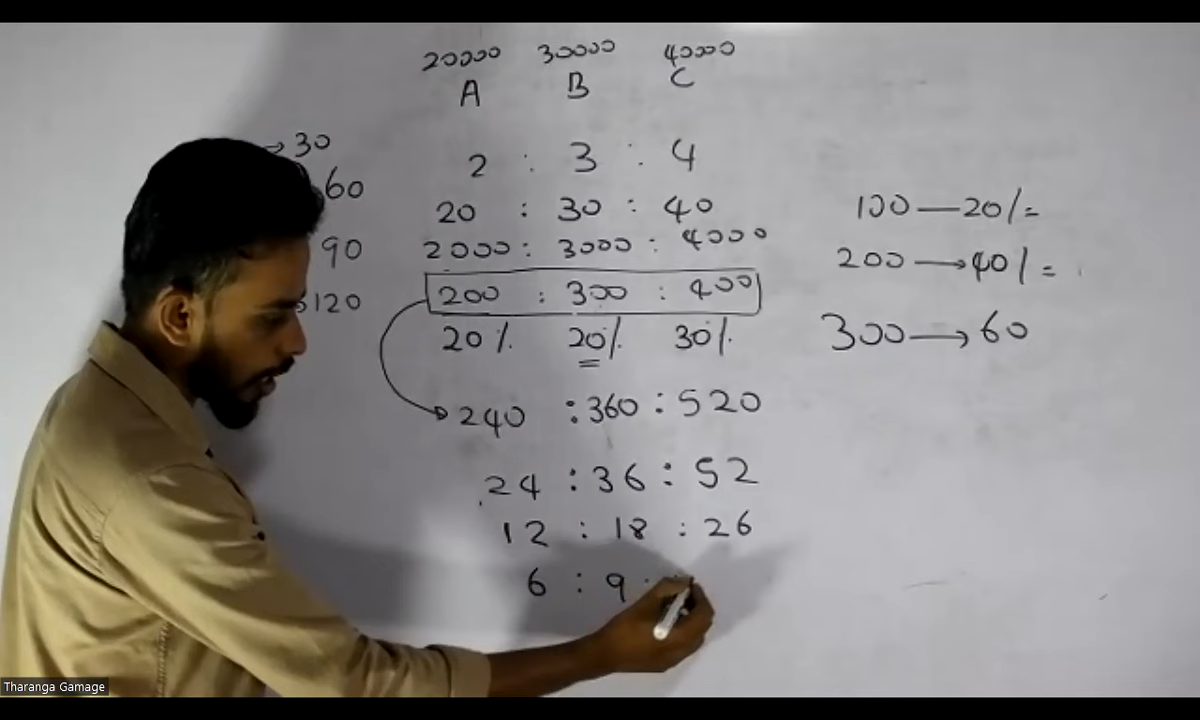 20000 30000 40000
A B C
2 : 3 : 4
20 : 30 : 40
2000 : 3000 : 4000
200 : 300 : 400
20% 20% 30%
240 : 360 : 520
24 : 36 : 52
12 : 18 : 26
6 : 9 :
→ 30
60
90
120
100 — 20/=
200 → 40/=
300 → 60
Tharanga Gamage